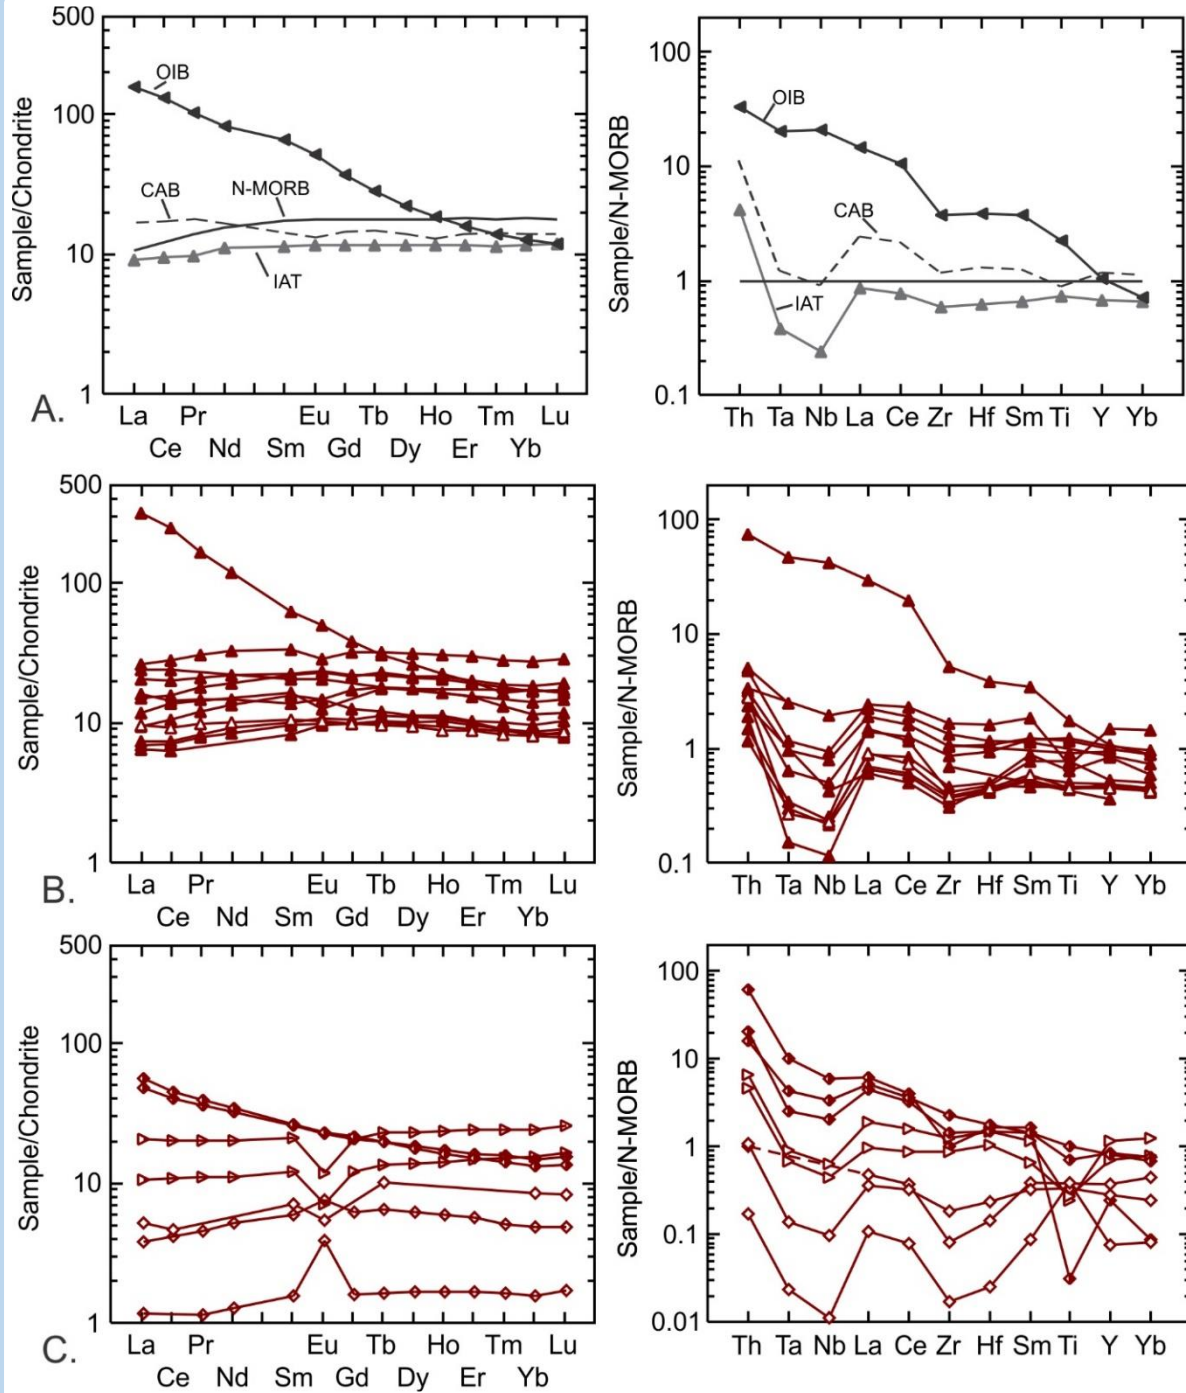 500
100
10
1
Sample/Chondrite
OIB
CAB
N-MORB
IAT
La Pr Eu Tb Ho Tm Lu
Ce Nd Sm Gd Dy Er Yb
A.
100
10
1
0.1
Sample/N-MORB
OIB
CAB
IAT
Th Ta Nb La Ce Zr Hf Sm Ti Y Yb
500
100
10
1
Sample/Chondrite
La Pr Eu Tb Ho Tm Lu
Ce Nd Sm Gd Dy Er Yb
B.
100
10
1
0.1
Sample/N-MORB
Th Ta Nb La Ce Zr Hf Sm Ti Y Yb
500
100
10
1
Sample/Chondrite
La Pr Eu Tb Ho Tm Lu
Ce Nd Sm Gd Dy Er Yb
C.
100
10
1
0.1
0.01
Sample/N-MORB
Th Ta Nb La Ce Zr Hf Sm Ti Y Yb